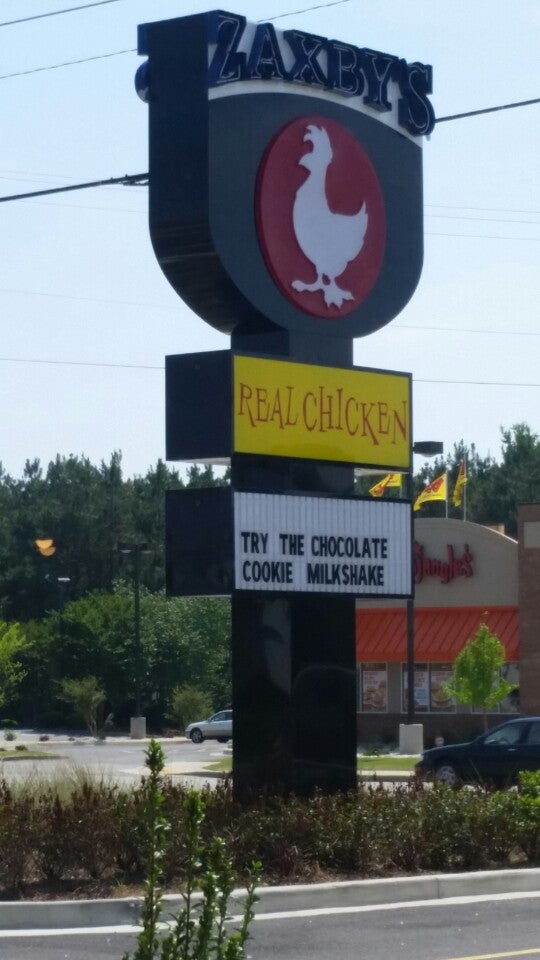 ZAXBY'S
REAL CHICKEN
TRY THE CHOCOLATE
COOKIE MILKSHAKE
Bojangles'